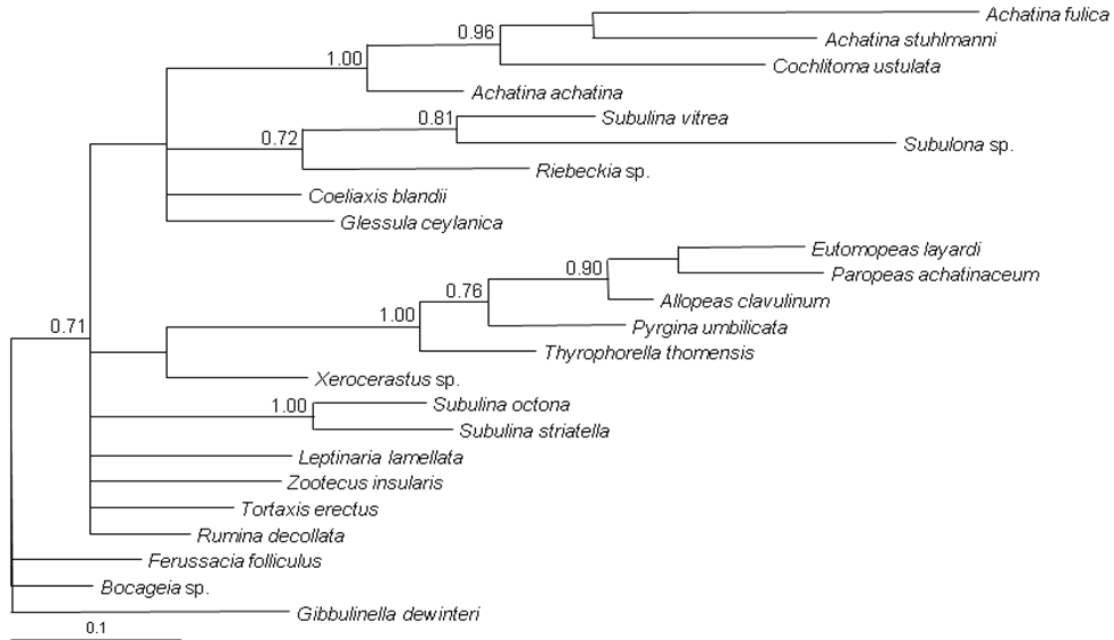 Achatina fulica
0.96
Achatina stuhlmanni
1.00
Cochlitoma ustulata
Achatina achatina
0.81
Subulina vitrea
0.72
Subulona sp.
Riebeckia sp.
Coeliaxis blandii
Glessula ceylanica
Eutomopeas layardi
0.90
Paropeas achatinaceum
0.76
Allopeas clavulinum
1.00
Pyrgina umbilicata
0.71
Thyrophorella thomensis
Xerocerastus sp.
1.00
Subulina octona
Subulina striatella
Leptinaria lamellata
Zootecus insularis
Tortaxis erectus
Rumina decollata
Ferussacia folliculus
Bocageia sp.
Gibbulinella dewinteri
0.1